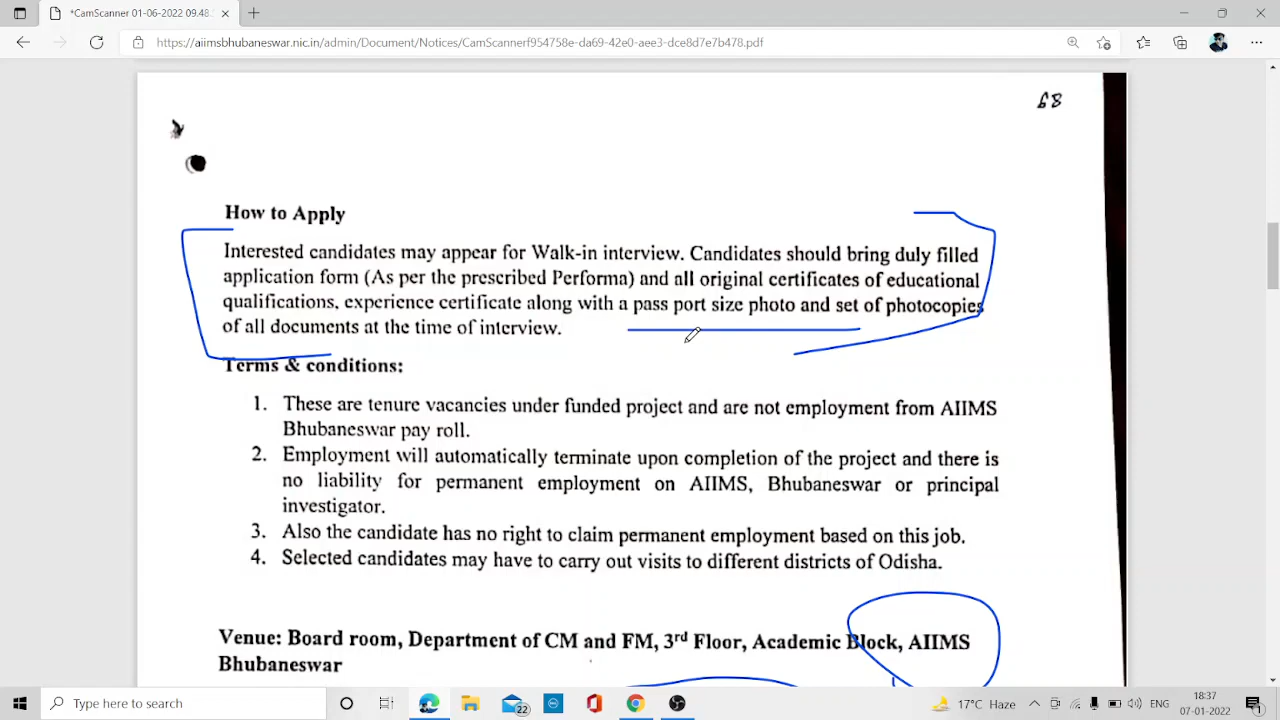 *CamScanner 01-06-2022 09.48.
https://aiimsbhubaneswar.nic.in/admin/Document/Notices/CamScannerf954758e-da69-42e0-aee3-dce8d7e7b478.pdf
68
How to Apply
Interested candidates may appear for Walk-in interview. Candidates should bring duly filled
application form (As per the prescribed Performa) and all original certificates of educational
qualifications, experience certificate along with a pass port size photo and set of photocopies
of all documents at the time of interview.
Terms & conditions:
1. These are tenure vacancies under funded project and are not employment from AIIMS
Bhubaneswar pay roll.
2. Employment will automatically terminate upon completion of the project and there is
no liability for permanent employment on AIIMS, Bhubaneswar or principal
investigator.
3. Also the candidate has no right to claim permanent employment based on this job.
4. Selected candidates may have to carry out visits to different districts of Odisha.
Venue: Board room, Department of CM and FM, 3rd Floor, Academic Block, AIIMS
Bhubaneswar
Type here to search
22
17°C Haze
ENG
18:37
07-01-2022
1